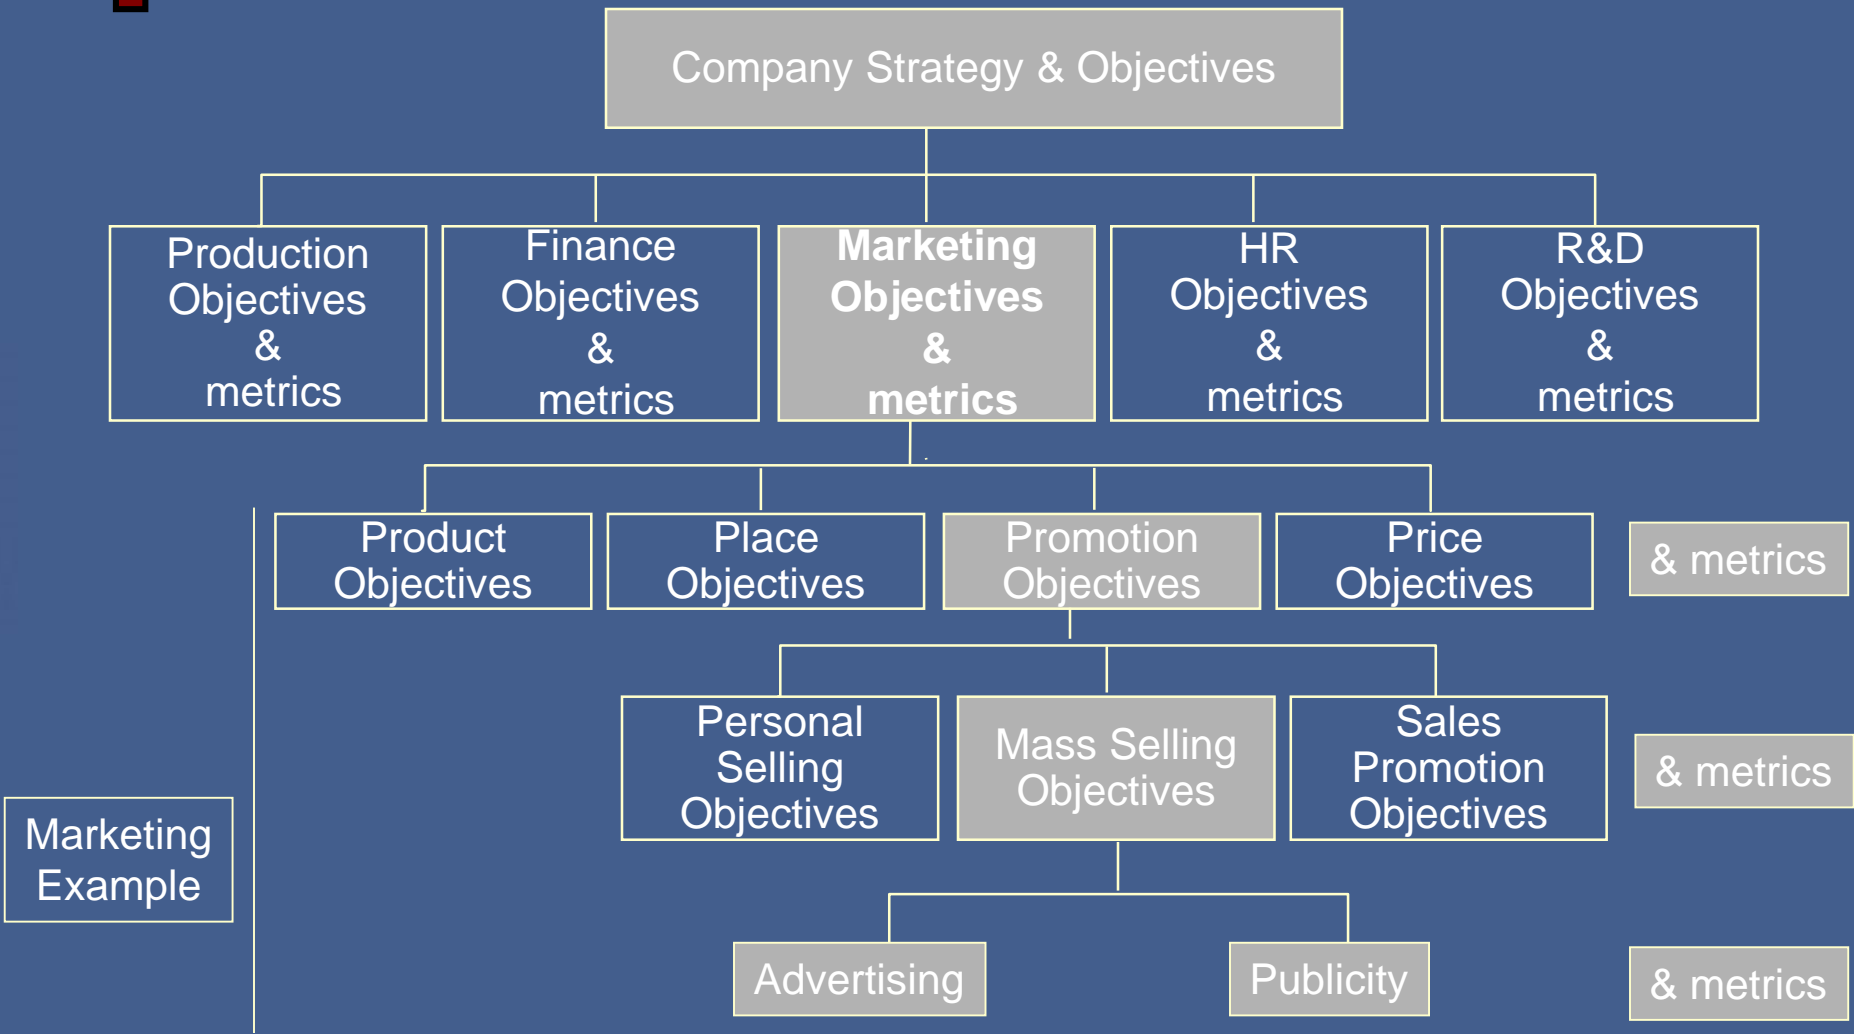 Company Strategy & Objectives
Production
Objectives
&
metrics
Finance
Objectives
&
metrics
Marketing
Objectives
&
metrics
HR
Objectives
&
metrics
R&D
Objectives
&
metrics
Product
Objectives
Place
Objectives
Promotion
Objectives
Price
Objectives
& metrics
Personal
Selling
Objectives
Mass Selling
Objectives
Sales
Promotion
Objectives
& metrics
Marketing
Example
Advertising
Publicity
& metrics